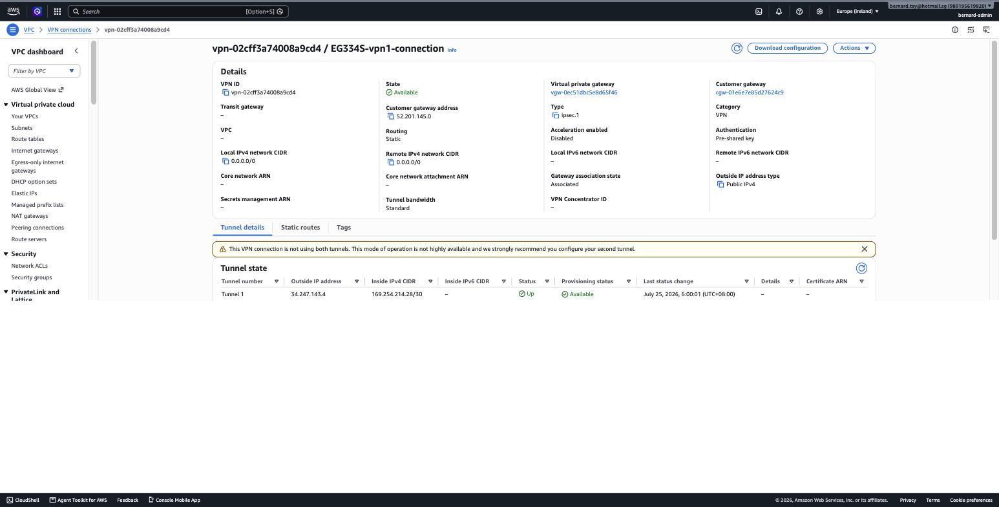 aws
Search [Option+S]
Europe (Ireland)
bernard.tay@hotmail.sg (980195619820)
bernard-admin
VPC > VPN connections > vpn-02cff3a74008a9cd4
VPC dashboard
Filter by VPC
AWS Global View
Virtual private cloud
Your VPCs
Subnets
Route tables
Internet gateways
Egress-only internet
gateways
DHCP option sets
Elastic IPs
Managed prefix lists
NAT gateways
Peering connections
Route servers
Security
Network ACLs
Security groups
PrivateLink and
Lattice
vpn-02cff3a74008a9cd4 / EG334S-vpn1-connection Info
Download configuration
Actions
Details
VPN ID
vpn-02cff3a74008a9cd4
Transit gateway
–
VPC
–
Local IPv4 network CIDR
0.0.0.0/0
Core network ARN
–
Secrets management ARN
–
State
Available
Customer gateway address
52.201.145.0
Routing
Static
Remote IPv4 network CIDR
0.0.0.0/0
Core network attachment ARN
–
Tunnel bandwidth
Standard
Virtual private gateway
vgw-0ec51dbc5e8d65f46
Type
ipsec.1
Acceleration enabled
Disabled
Local IPv6 network CIDR
–
Gateway association state
Associated
VPN Concentrator ID
–
Customer gateway
cgw-01e6e7e85d27624c9
Category
VPN
Authentication
Pre-shared key
Remote IPv6 network CIDR
–
Outside IP address type
Public IPv4
Tunnel details Static routes Tags
This VPN connection is not using both tunnels. This mode of operation is not highly available and we strongly recommend you configure your second tunnel.
Tunnel state
Tunnel number Outside IP address Inside IPv4 CIDR Inside IPv6 CIDR Status Provisioning status Last status change Details Certificate ARN
Tunnel 1 34.247.143.4 169.254.214.28/30 – Up Available July 25, 2026, 6:00:01 (UTC+08:00) – –
CloudShell Agent Toolkit for AWS Feedback Console Mobile App © 2026, Amazon Web Services, Inc. or its affiliates. Privacy Terms Cookie preferences